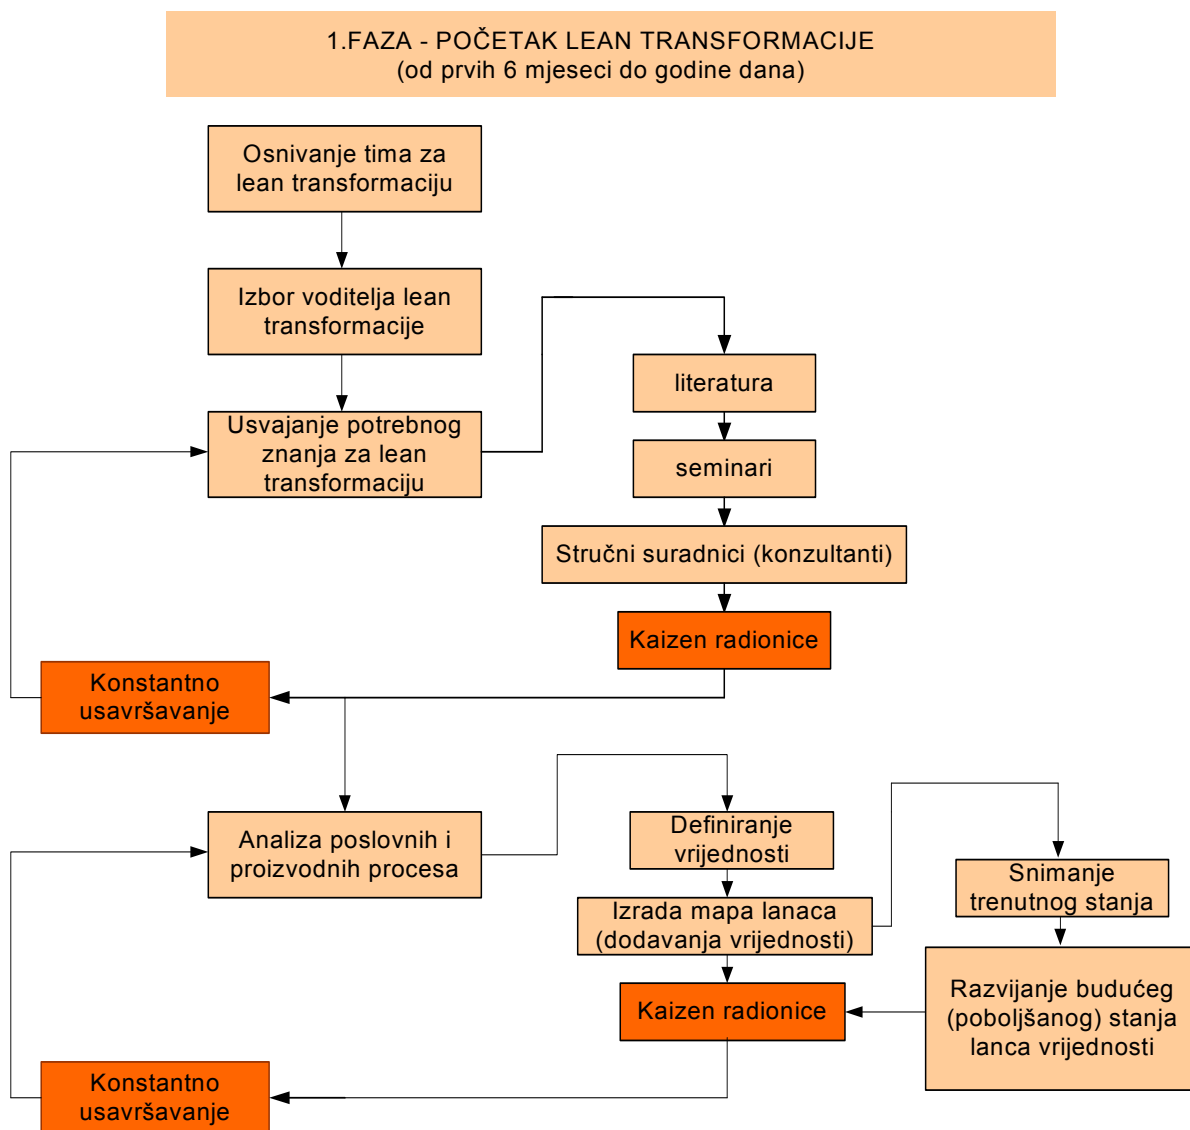 1.FAZA - POČETAK LEAN TRANSFORMACIJE
(od prvih 6 mjeseci do godine dana)
Osnivanje tima za
lean transformaciju
Izbor voditelja lean
transformacije
Usvajanje potrebnog
znanja za lean
transformaciju
literatura
seminari
Stručni suradnici (konzultanti)
Kaizen radionice
Konstantno
usavršavanje
Analiza poslovnih i
proizvodnih procesa
Definiranje
vrijednosti
Izrada mapa lanaca
(dodavanja vrijednosti)
Snimanje
trenutnog stanja
Razvijanje budućeg
(poboljšanog) stanja
lanca vrijednosti
Kaizen radionice
Konstantno
usavršavanje